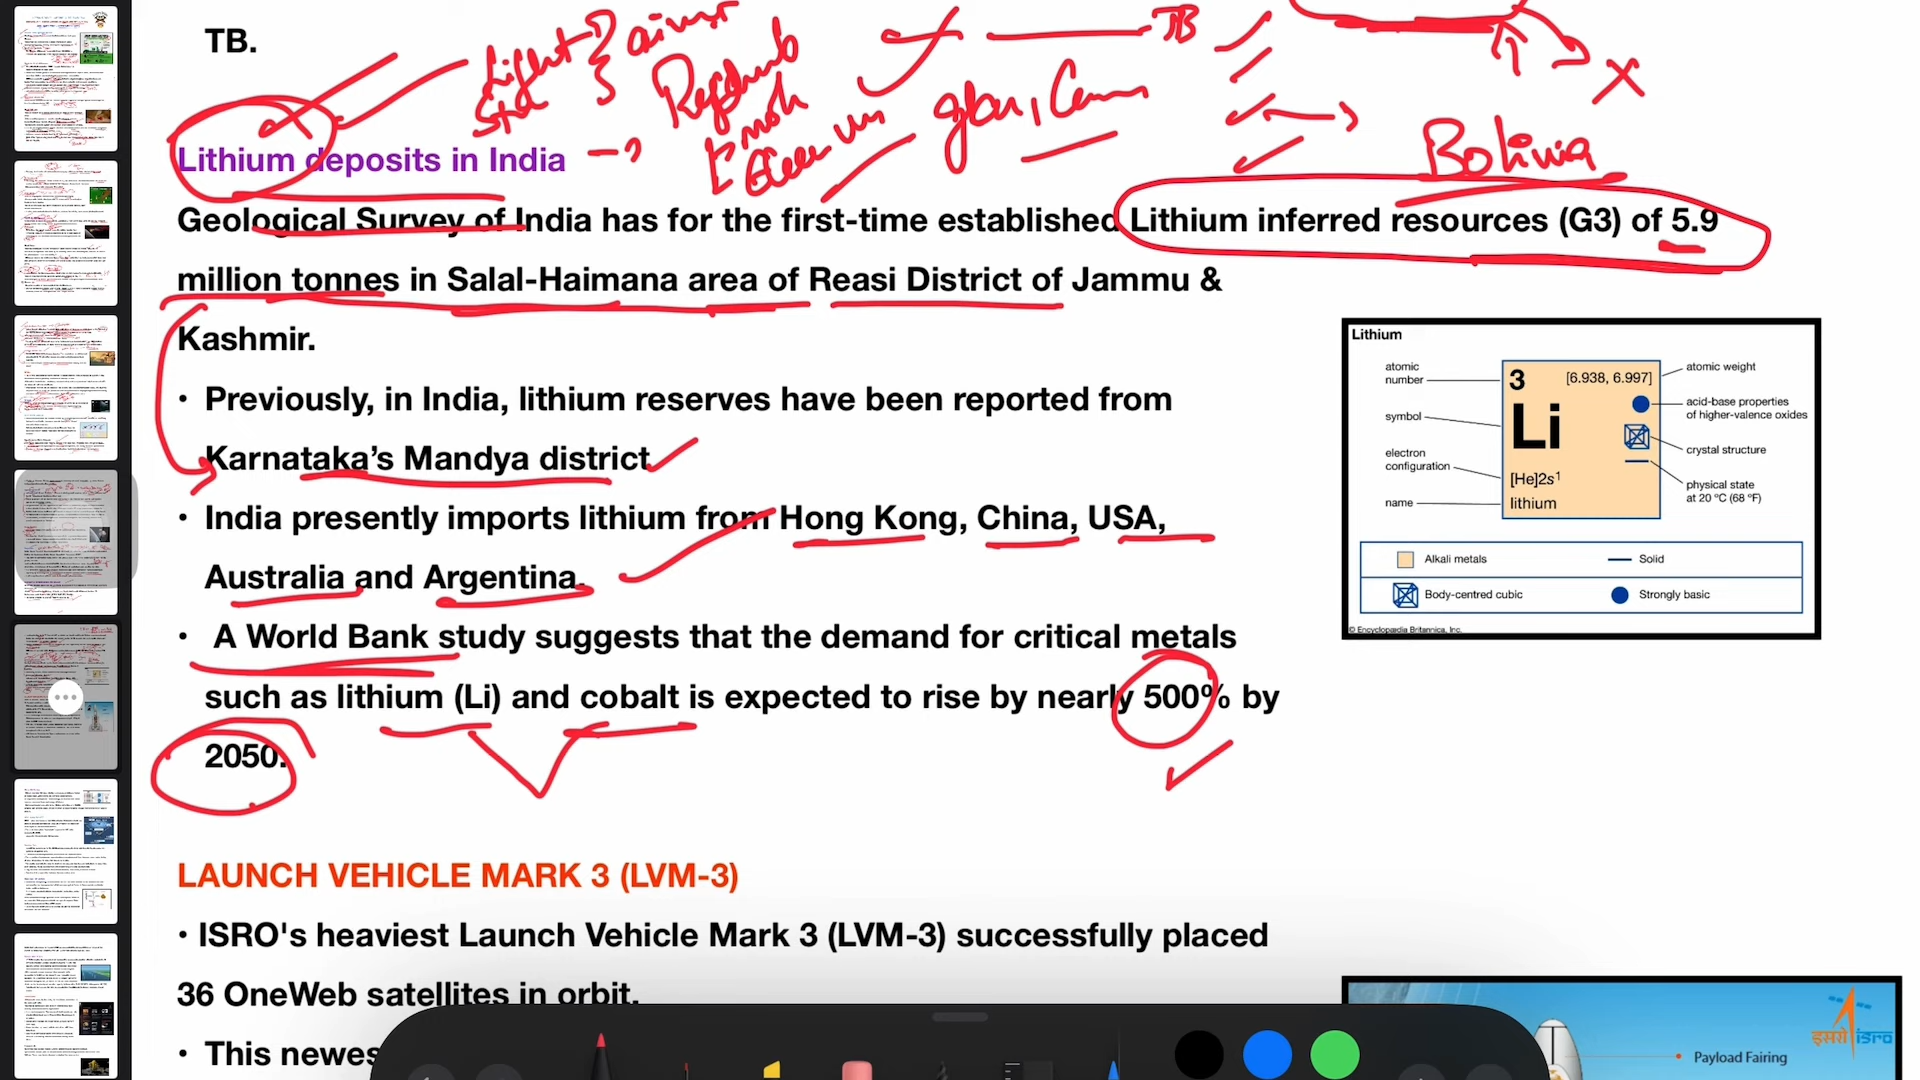 TB.
Light
TB
glass,
Bolivia
Lithium deposits in India
Geological Survey of India has for the first-time established Lithium inferred resources (G3) of 5.9
million tonnes in Salal-Haimana area of Reasi District of Jammu &
Kashmir.
• Previously, in India, lithium reserves have been reported from
Karnataka’s Mandya district
• India presently imports lithium from Hong Kong, China, USA,
Australia and Argentina.
• A World Bank study suggests that the demand for critical metals
such as lithium (Li) and cobalt is expected to rise by nearly 500% by
2050.
Lithium
atomic number
3
[6.938, 6.997]
atomic weight
acid-base properties
of higher-valence oxides
symbol
Li
crystal structure
electron
configuration
[He]2s¹
physical state
at 20 °C (68 °F)
name
lithium
Alkali metals
Solid
Body-centred cubic
Strongly basic
© Encyclopædia Britannica, Inc.
LAUNCH VEHICLE MARK 3 (LVM-3)
• ISRO's heaviest Launch Vehicle Mark 3 (LVM-3) successfully placed
36 OneWeb satellites in orbit.
• This newes
इसरो isro
Payload Fairing